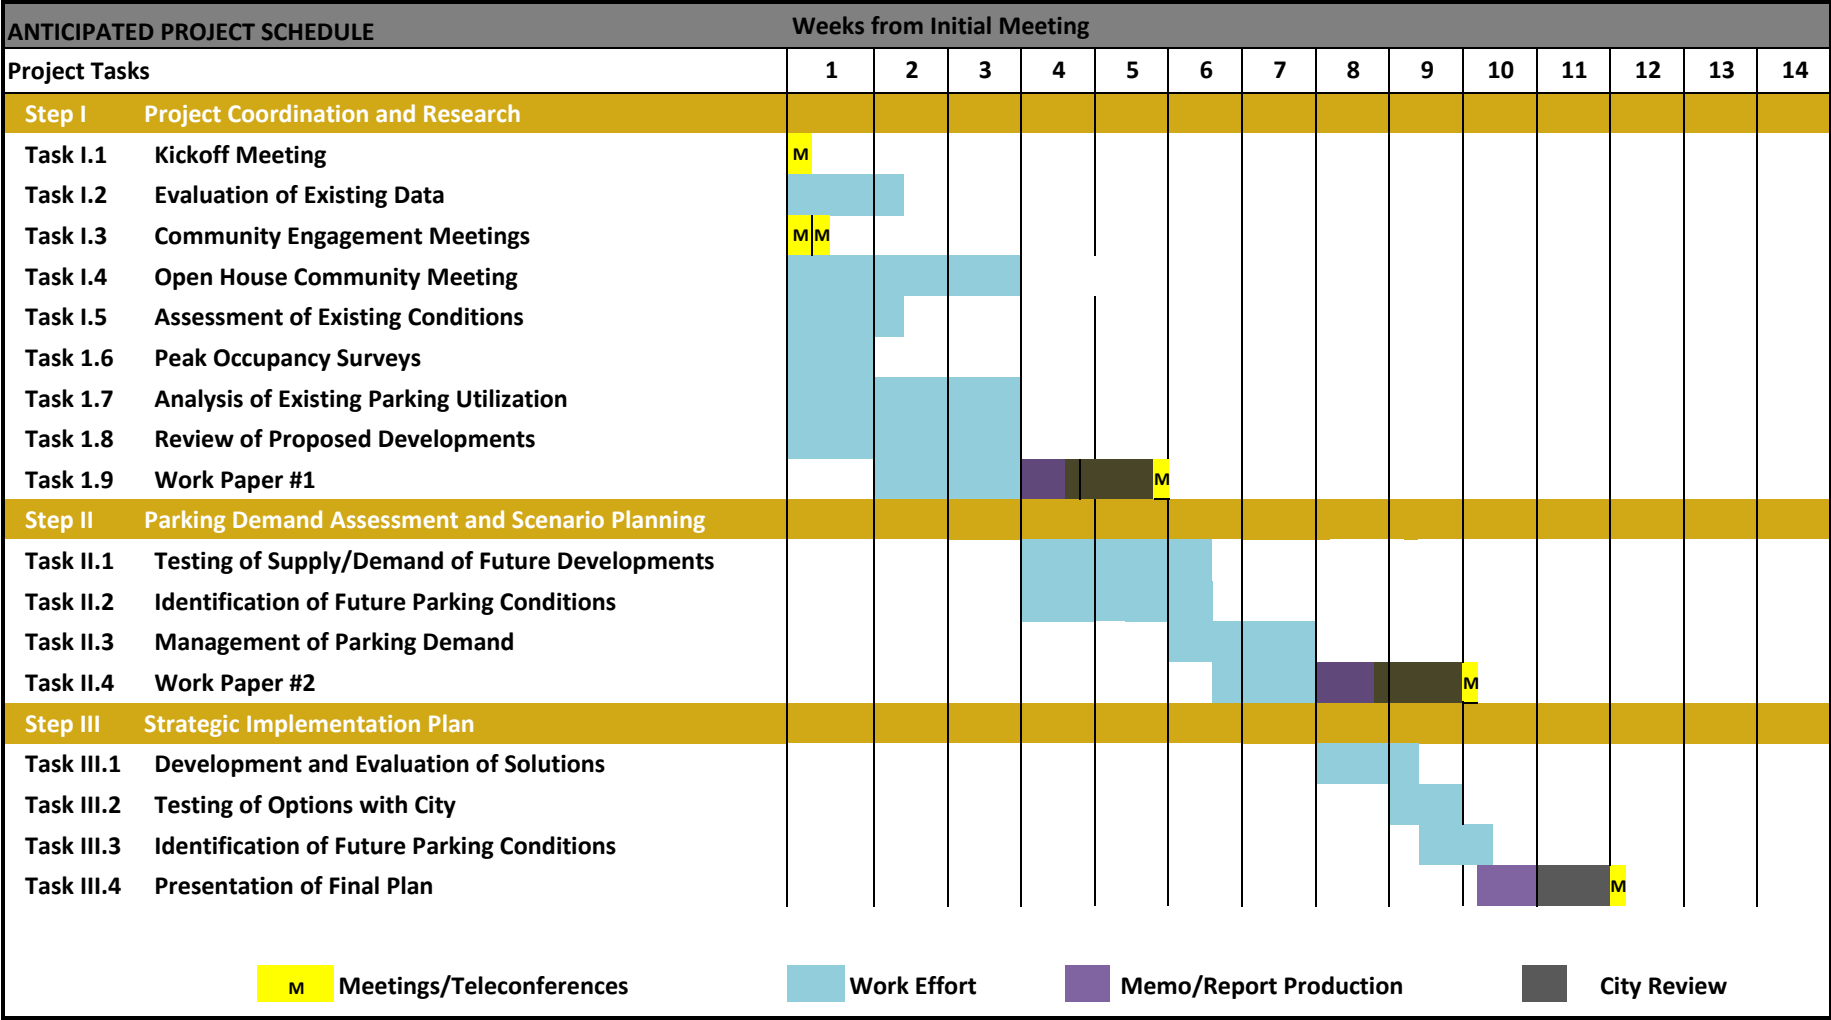 Weeks from Initial Meeting
ANTICIPATED PROJECT SCHEDULE
Project Tasks 1 2 3 4 5 6 7 8 9 10 11 12 13 14
Step I Project Coordination and Research
Task I.1 Kickoff Meeting M
Task I.2 Evaluation of Existing Data
Task I.3 Community Engagement Meetings M M
Task I.4 Open House Community Meeting
Task I.5 Assessment of Existing Conditions
Task 1.6 Peak Occupancy Surveys
Task 1.7 Analysis of Existing Parking Utilization
Task 1.8 Review of Proposed Developments
Task 1.9 Work Paper #1 M
Step II Parking Demand Assessment and Scenario Planning
Task II.1 Testing of Supply/Demand of Future Developments
Task II.2 Identification of Future Parking Conditions
Task II.3 Management of Parking Demand
Task II.4 Work Paper #2 M
Step III Strategic Implementation Plan
Task III.1 Development and Evaluation of Solutions
Task III.2 Testing of Options with City
Task III.3 Identification of Future Parking Conditions
Task III.4 Presentation of Final Plan M
M Meetings/Teleconferences Work Effort Memo/Report Production City Review